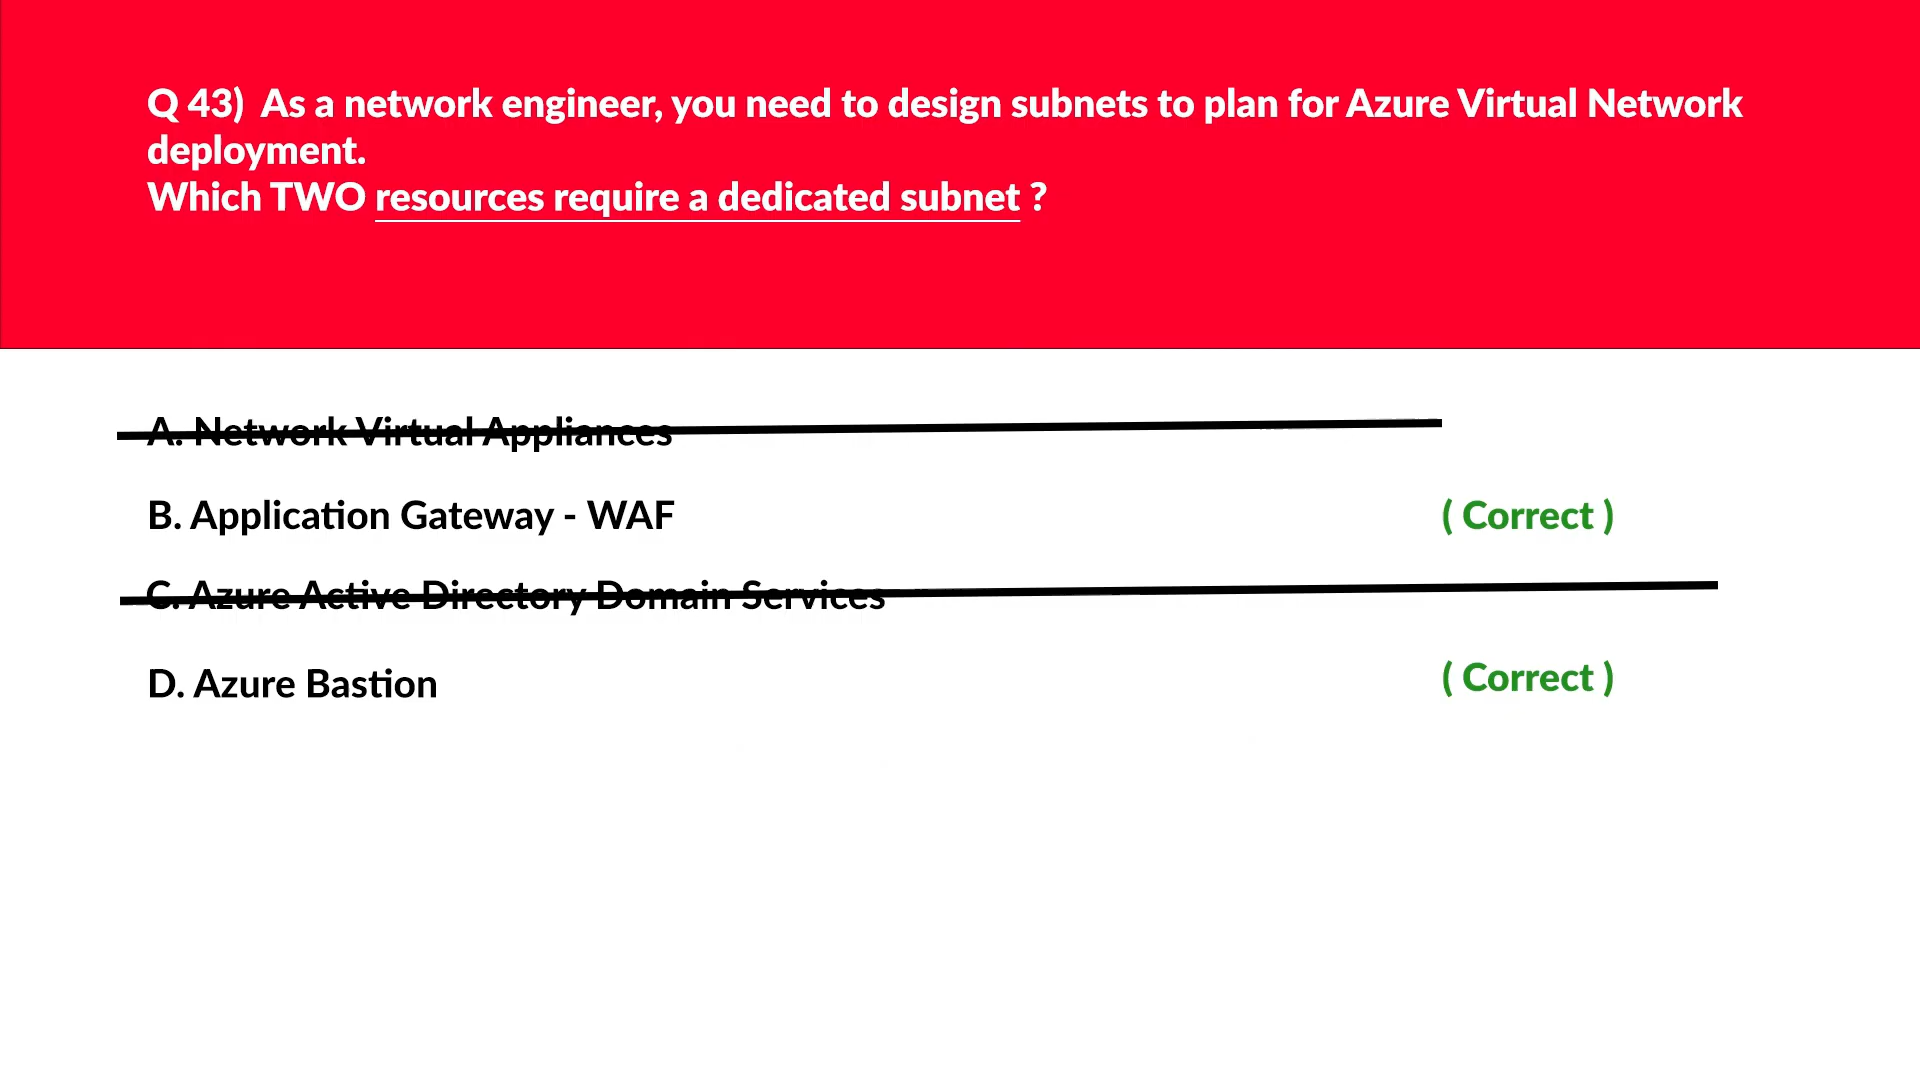 Q 43) As a network engineer, you need to design subnets to plan for Azure Virtual Network
deployment.
Which TWO resources require a dedicated subnet ?
A. Network Virtual Appliances
B. Application Gateway - WAF ( Correct )
C. Azure Active Directory Domain Services
D. Azure Bastion ( Correct )